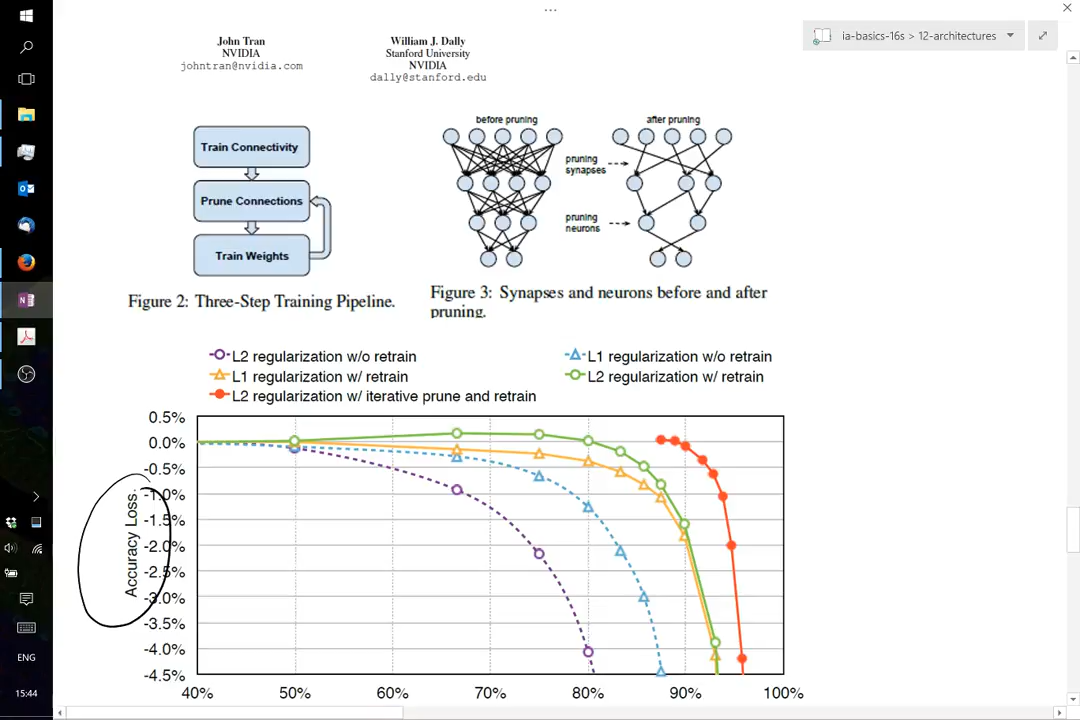 ...
ia-basics-16s > 12-architectures
John Tran
NVIDIA
johntran@nvidia.com
William J. Dally
Stanford University
NVIDIA
dally@stanford.edu
Train Connectivity
Prune Connections
Train Weights
Figure 2: Three-Step Training Pipeline.
before pruning
after pruning
pruning
synapses
pruning
neurons
Figure 3: Synapses and neurons before and after
pruning.
L2 regularization w/o retrain
L1 regularization w/o retrain
L1 regularization w/ retrain
L2 regularization w/ retrain
L2 regularization w/ iterative prune and retrain
Accuracy Loss
0.5%
0.0%
-0.5%
-1.0%
-1.5%
-2.0%
-2.5%
-3.0%
-3.5%
-4.0%
-4.5%
40%
50%
60%
70%
80%
90%
100%
ENG
15:44